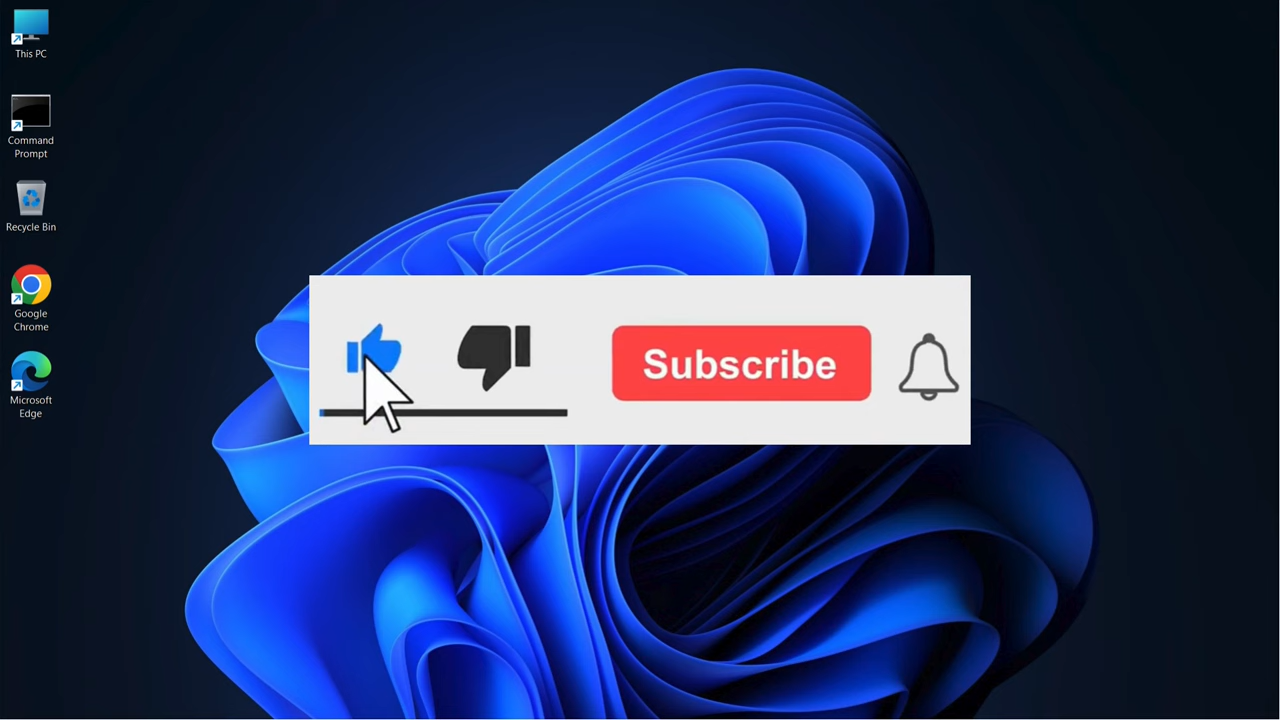 This PC
Command
Prompt
Recycle Bin
Google
Chrome
Microsoft
Edge
Subscribe